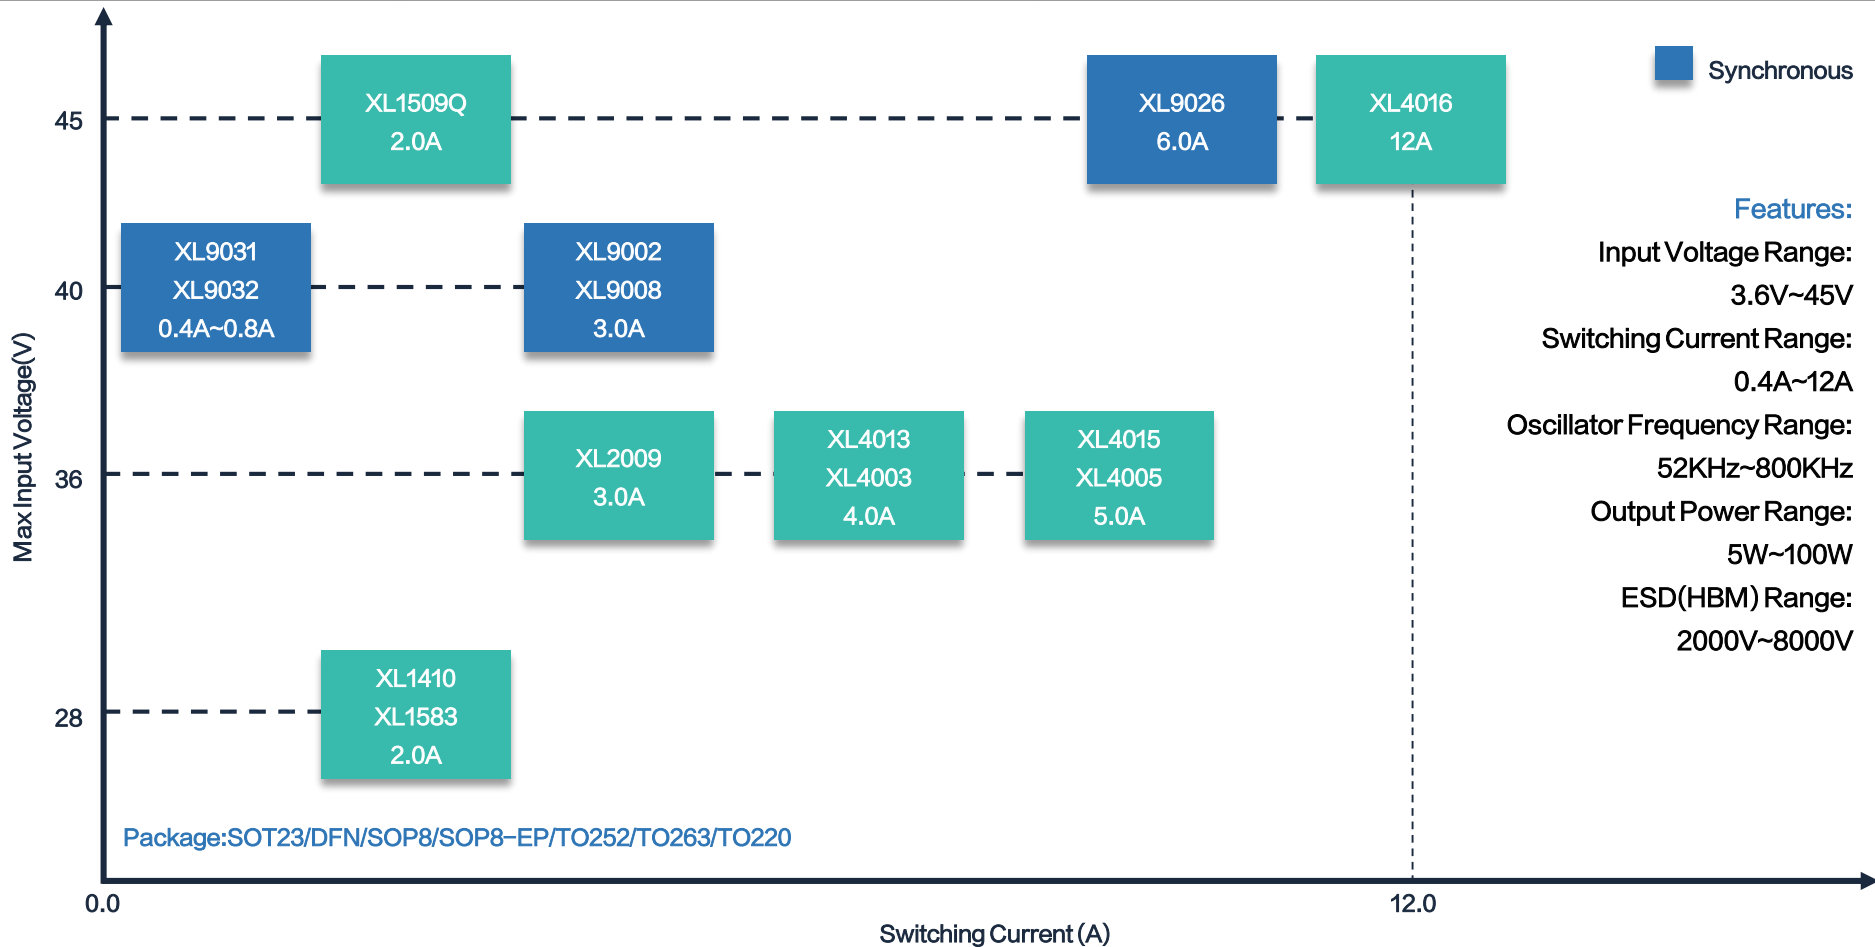 Synchronous
45
XL1509Q
2.0A
XL9026
6.0A
XL4016
12A
Features:
Input Voltage Range:
3.6V~45V
Switching Current Range:
0.4A~12A
Oscillator Frequency Range:
52KHz~800KHz
Output Power Range:
5W~100W
ESD(HBM) Range:
2000V~8000V
40
XL9031
XL9032
0.4A~0.8A
XL9002
XL9008
3.0A
Max Input Voltage(V)
36
XL2009
3.0A
XL4013
XL4003
4.0A
XL4015
XL4005
5.0A
28
XL1410
XL1583
2.0A
Package:SOT23/DFN/SOP8/SOP8-EP/TO252/TO263/TO220
0.0
12.0
Switching Current (A)